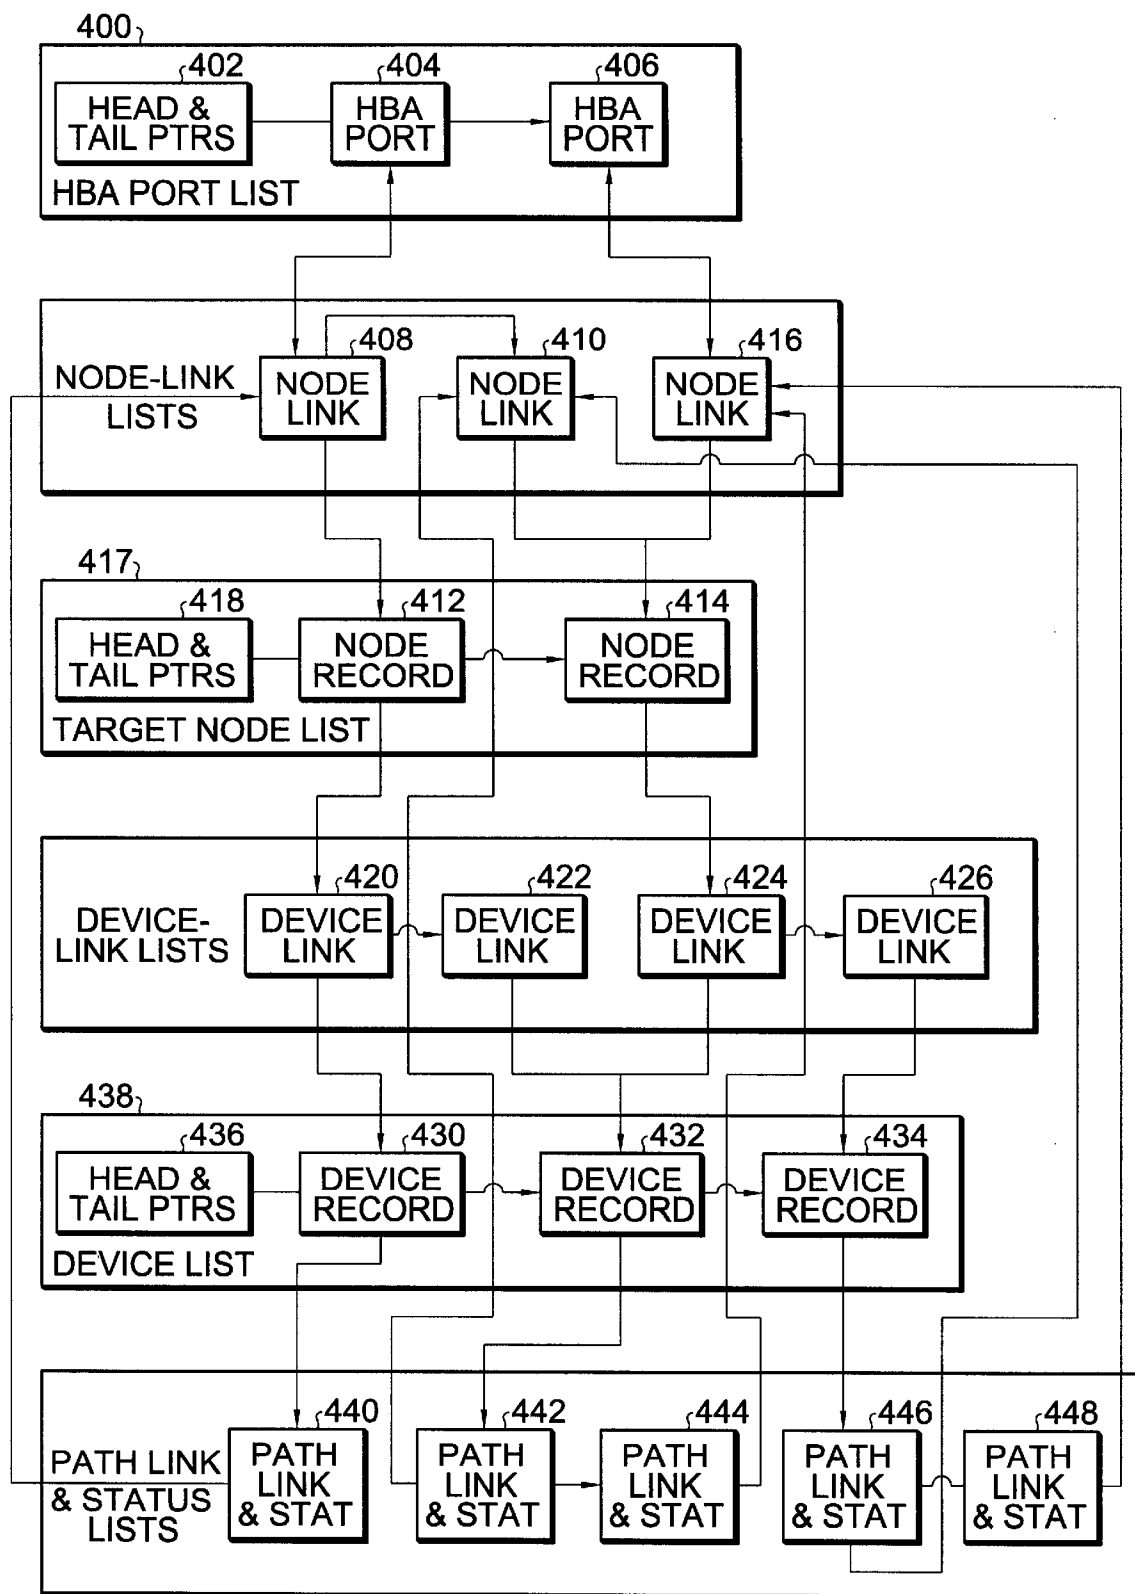 400
402
404
406
HEAD &
TAIL PTRS
HBA
PORT
HBA
PORT
HBA PORT LIST
408
410
416
NODE-LINK
LISTS
NODE
LINK
NODE
LINK
NODE
LINK
417
418
412
414
HEAD &
TAIL PTRS
NODE
RECORD
NODE
RECORD
TARGET NODE LIST
420
422
424
426
DEVICE-
LINK LISTS
DEVICE
LINK
DEVICE
LINK
DEVICE
LINK
DEVICE
LINK
438
436
430
432
434
HEAD &
TAIL PTRS
DEVICE
RECORD
DEVICE
RECORD
DEVICE
RECORD
DEVICE LIST
440
442
444
446
448
PATH LINK
& STATUS
LISTS
PATH
LINK
& STAT
PATH
LINK
& STAT
PATH
LINK
& STAT
PATH
LINK
& STAT
PATH
LINK
& STAT